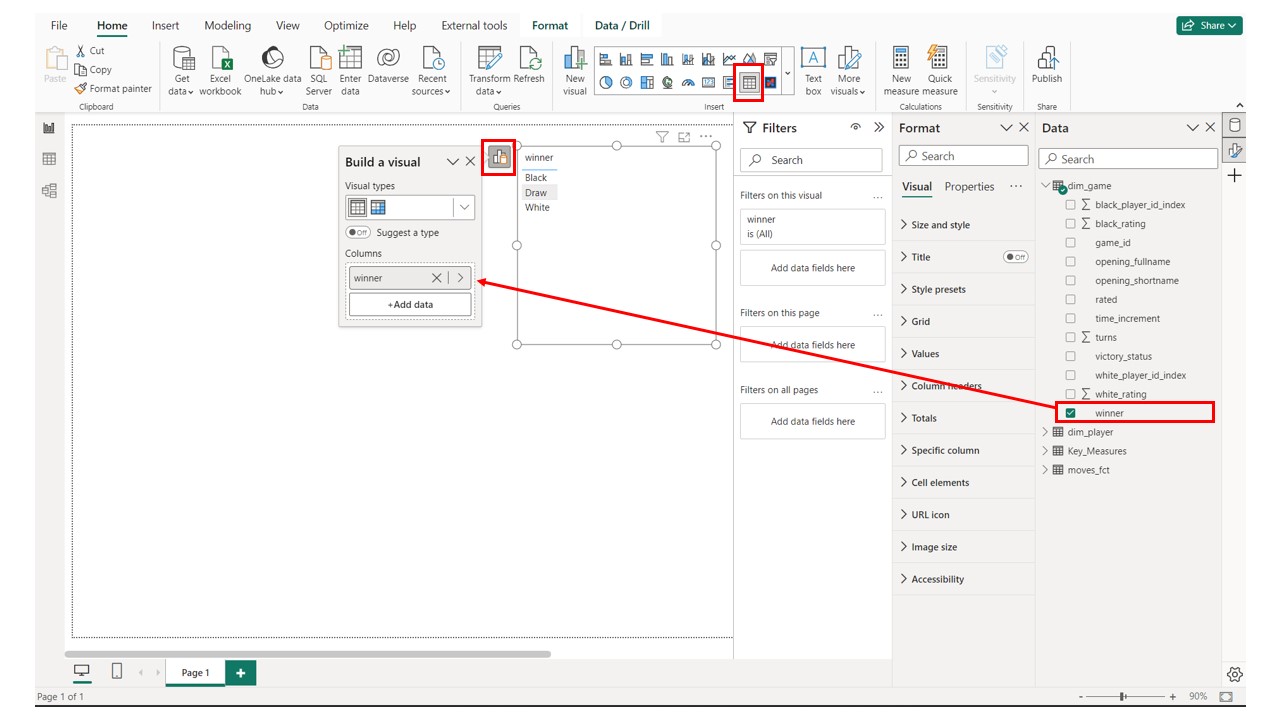 File Home Insert Modeling View Optimize Help External tools Format Data / Drill Share
Paste
Cut
Copy
Format painter
Clipboard
Get data
Excel workbook
OneLake data hub
SQL Server
Enter data
Dataverse
Recent sources
Data
Transform data
Refresh
Queries
New visual
Text box
More visuals
Insert
New measure
Quick measure
Calculations
Sensitivity
Sensitivity
Publish
Share
Build a visual
Visual types
Off Suggest a type
Columns
winner
+Add data
winner
Black
Draw
White
Filters
Search
Filters on this visual ...
winner
is (All)
Add data fields here
Filters on this page ...
Add data fields here
Filters on all pages ...
Add data fields here
Format
Search
Visual Properties ...
Size and style
Title Off
Style presets
Grid
Values
Column headers
Totals
Specific column
Cell elements
URL icon
Image size
Accessibility
Data
Search
dim_game
∑ black_player_id_index
∑ black_rating
game_id
opening_fullname
opening_shortname
rated
time_increment
∑ turns
victory_status
white_player_id_index
∑ white_rating
winner
dim_player
Key_Measures
moves_fct
Page 1 +
Page 1 of 1
- + 90%